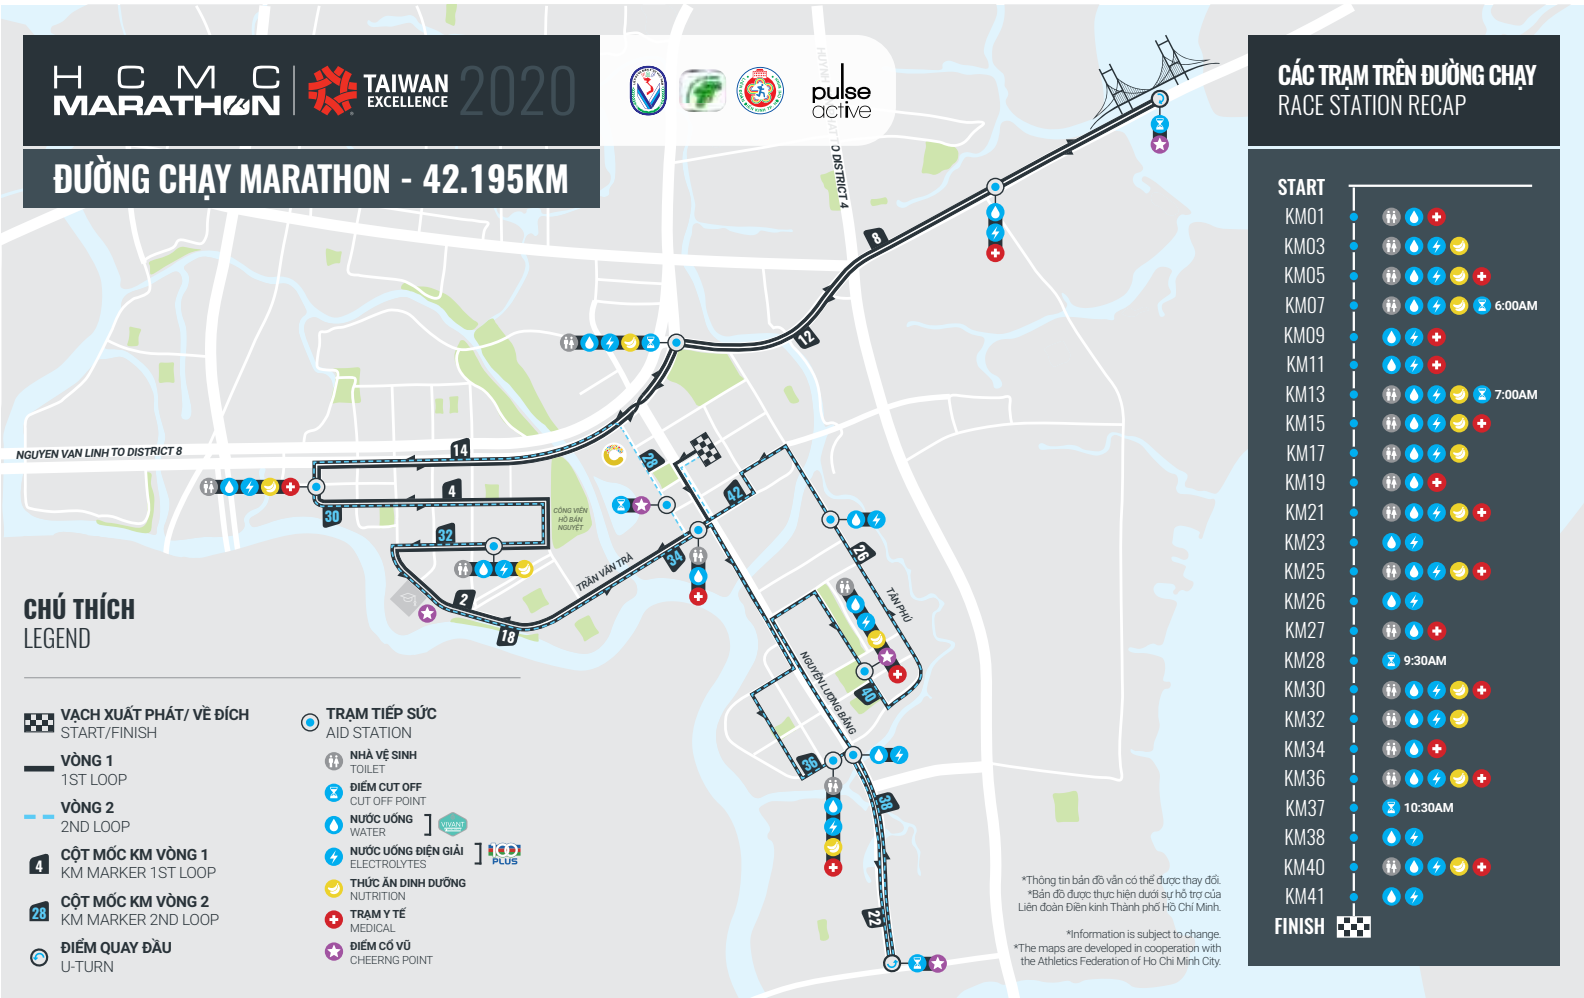 HCMC
MARATHON
TAIWAN
EXCELLENCE
2020
pulse
active
ĐƯỜNG CHẠY MARATHON - 42.195KM
D DISTRICT 4
NGUYEN VAN LINH TO DISTRICT 8
CÔNG VIÊN
HỒ BÁN
NGUYỆT
TRẦN VĂN TRÀ
TÂN PHÚ
NGUYỄN LƯƠNG BẰNG
8
12
14
4
30
32
2
18
34
28
42
26
40
36
38
22
CHÚ THÍCH
LEGEND
VẠCH XUẤT PHÁT/ VỀ ĐÍCH
START/FINISH
VÒNG 1
1ST LOOP
VÒNG 2
2ND LOOP
4
CỘT MỐC KM VÒNG 1
KM MARKER 1ST LOOP
28
CỘT MỐC KM VÒNG 2
KM MARKER 2ND LOOP
ĐIỂM QUAY ĐẦU
U-TURN
TRẠM TIẾP SỨC
AID STATION
NHÀ VỆ SINH
TOILET
ĐIỂM CUT OFF
CUT OFF POINT
NƯỚC UỐNG
WATER
VIVANT
NƯỚC UỐNG ĐIỆN GIẢI
ELECTROLYTES
100
PLUS
THỨC ĂN DINH DƯỠNG
NUTRITION
TRẠM Y TẾ
MEDICAL
ĐIỂM CỔ VŨ
CHEERNG POINT
*Thông tin bản đồ vẫn có thể được thay đổi.
*Bản đồ được thực hiện dưới sự hỗ trợ của
Liên đoàn Điền kinh Thành phố Hồ Chí Minh.
*Information is subject to change.
*The maps are developed in cooperation with
the Athletics Federation of Ho Chi Minh City.
CÁC TRẠM TRÊN ĐƯỜNG CHẠY
RACE STATION RECAP
START
KM01
KM03
KM05
KM07 6:00AM
KM09
KM11
KM13 7:00AM
KM15
KM17
KM19
KM21
KM23
KM25
KM26
KM27
KM28 9:30AM
KM30
KM32
KM34
KM36
KM37 10:30AM
KM38
KM40
KM41
FINISH